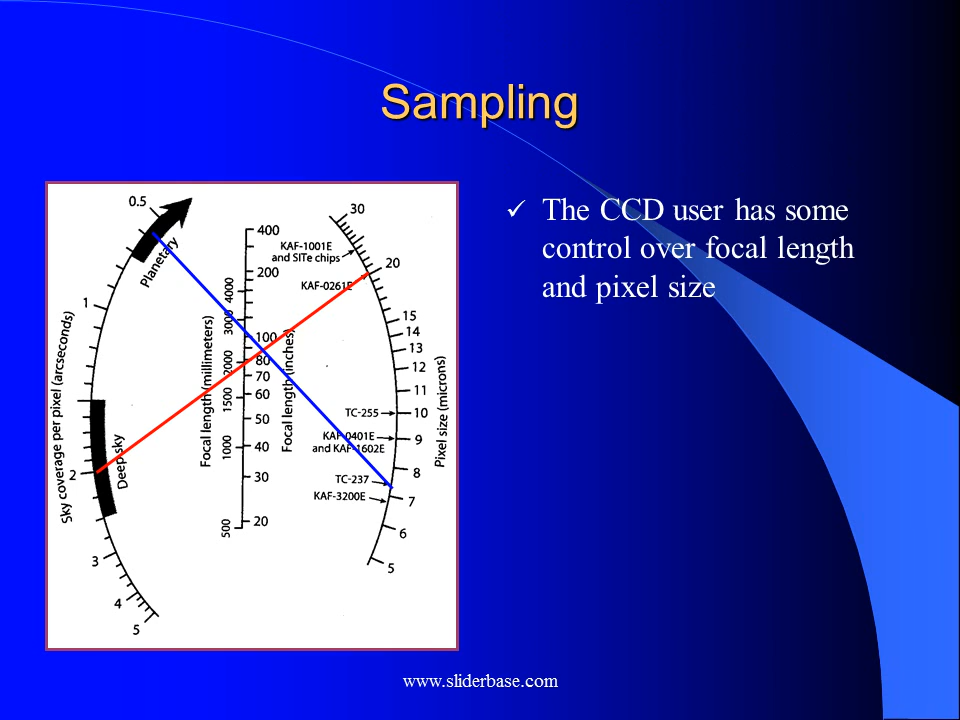 Sampling
0.5
1
2
3
4
5
Sky coverage per pixel (arcseconds)
Planetary
Deep sky
Focal length (millimeters)
4000
3000
2000
1500
1000
500
400
200
100
80
70
60
50
40
30
20
Focal length (inches)
KAF-1001E
and SITe chips
KAF-0261E
TC-255
KAF-0401E
and KAF-1602E
TC-237
KAF-3200E
30
20
15
14
13
12
11
10
9
8
7
6
5
Pixel size (microns)
The CCD user has some
control over focal length
and pixel size
www.sliderbase.com